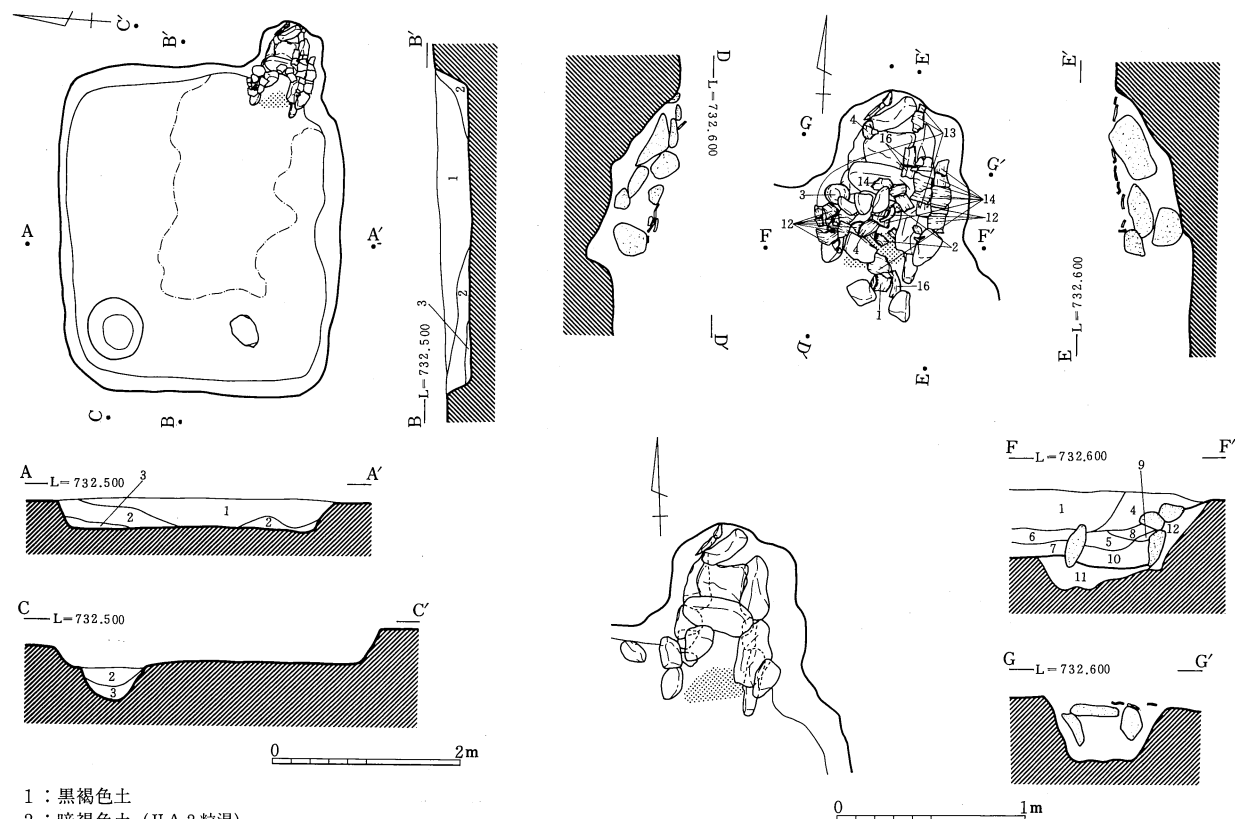 C′
B′
A
A′
C
B
B′
1
2
2
3
B
L=732.500
A
L=732.500
A′
3
2
1
2
C
L=732.500
C′
2
3
0
2m
1：黒褐色土
D
L=732.600
D′
E′
G
4
16
13
G′
3
14
14
12
12
F
4
2
F′
16
1
D′
E
E′
E
L=732.600
F
L=732.600
F′
9
1
4
8
12
6
5
7
10
11
G
L=732.600
G′
0
1m